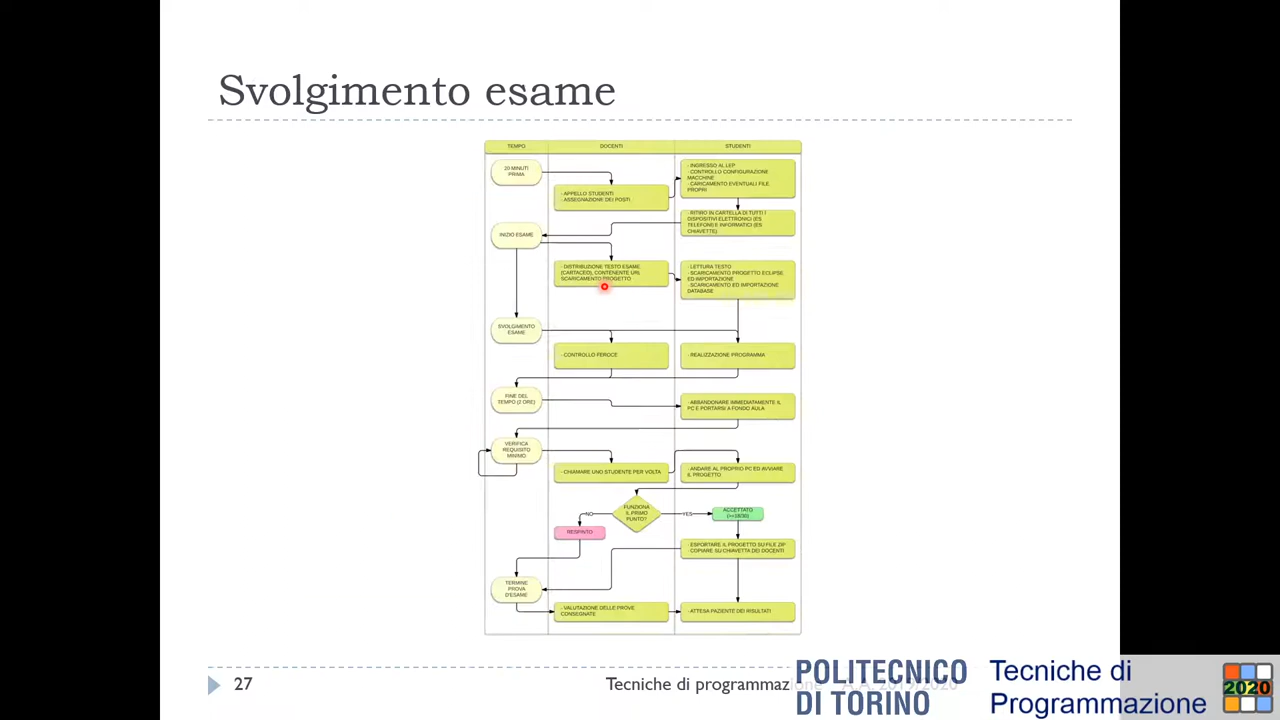 Svolgimento esame
TEMPO
DOCENTI
STUDENTI
20 MINUTI
PRIMA
- APPELLO STUDENTI
- ASSEGNAZIONE DEI POSTI
- INGRESSO AL LEP
- CONTROLLO CONFIGURAZIONE
MACCHINE
- CARICAMENTO EVENTUALI FILE
PROPRI
- RITIRO IN CARTELLA DI TUTTI I
DISPOSITIVI ELETTRONICI (ES
TELEFONI) E INFORMATICI (ES
CHIAVETTE)
INIZIO ESAME
- DISTRIBUZIONE TESTO ESAME
(CARTACEO), CONTENENTE URL
SCARICAMENTO PROGETTO
- LETTURA TESTO
- SCARICAMENTO PROGETTO ECLIPSE
ED IMPORTAZIONE
- SCARICAMENTO ED IMPORTAZIONE
DATABASE
SVOLGIMENTO
ESAME
- CONTROLLO FEROCE
- REALIZZAZIONE PROGRAMMA
FINE DEL
TEMPO (2 ORE)
- ABBANDONARE IMMEDIATAMENTE IL
PC E PORTARSI A FONDO AULA
VERIFICA
REQUISITO
MINIMO
- CHIAMARE UNO STUDENTE PER VOLTA
- ANDARE AL PROPRIO PC ED AVVIARE
IL PROGETTO
FUNZIONA
IL PRIMO
PUNTO?
NO
YES
RESPINTO
ACCETTATO
(>=18/30)
- ESPORTARE IL PROGETTO SU FILE ZIP
- COPIARE SU CHIAVETTA DEI DOCENTI
TERMINE
PROVA
D'ESAME
- VALUTAZIONE DELLE PROVE
CONSEGNATE
- ATTESA PAZIENTE DEI RISULTATI
27
Tecniche di programmazione - A.A. 2019/2020
POLITECNICO
DI TORINO
Tecniche di
Programmazione
2020